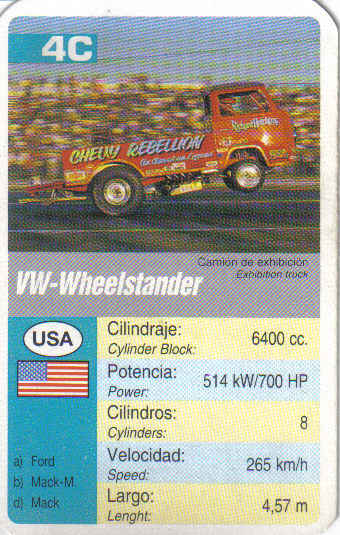 4C
CHEVY REBELLION
Camión de exhibición
Exhibition truck
VW-Wheelstander
USA
Cilindraje:
Cylinder Block:
6400 cc.
Potencia:
Power:
514 kW/700 HP
Cilindros:
Cylinders:
8
a) Ford
b) Mack-M.
d) Mack
Velocidad:
Speed:
265 km/h
Largo:
Lenght:
4,57 m